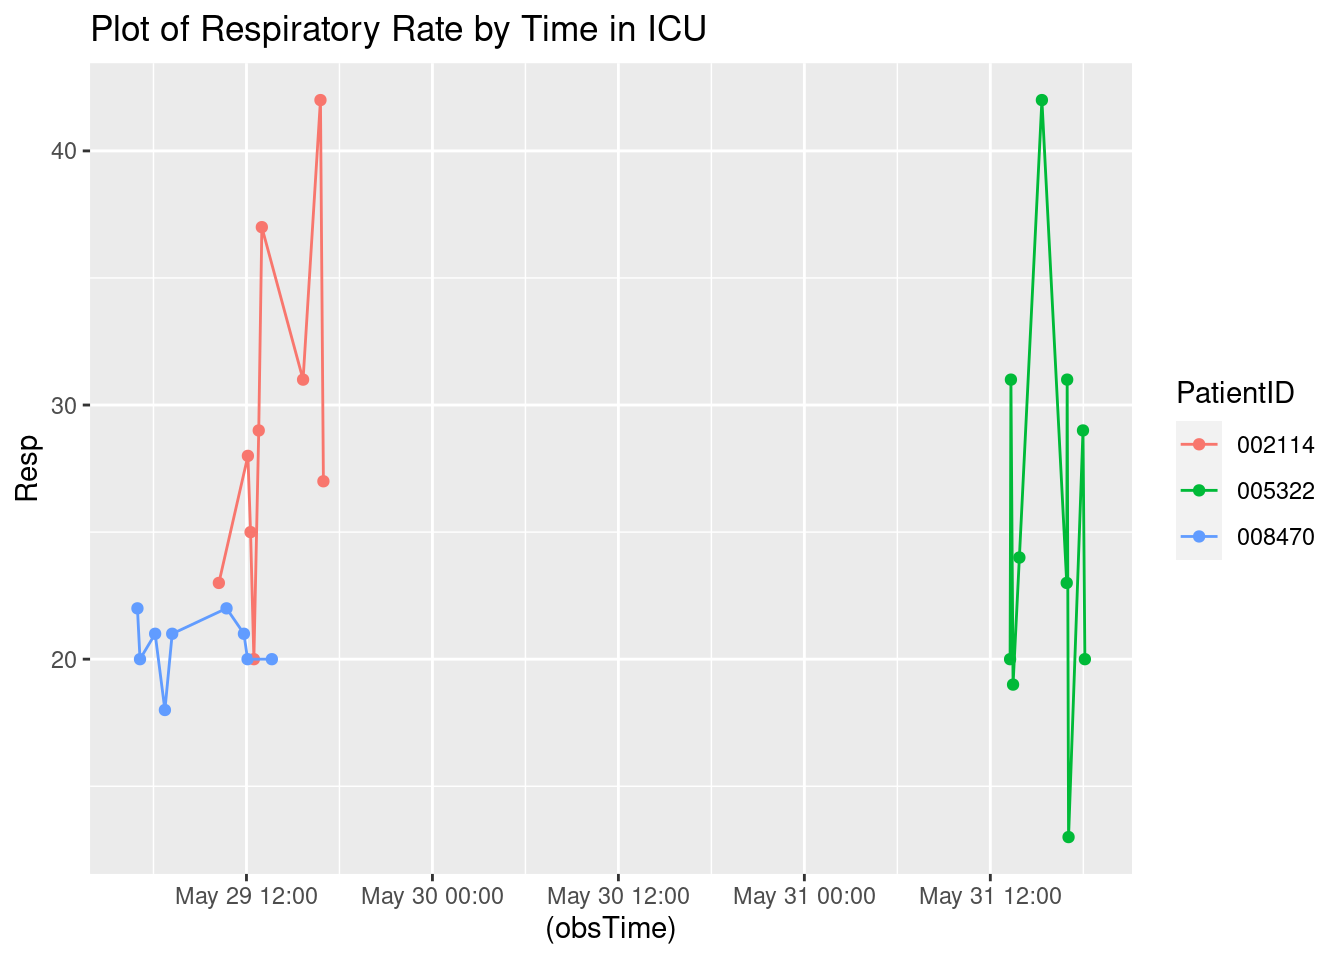 Plot of Respiratory Rate by Time in ICU
40
30
20
Resp
May 29 12:00
May 30 00:00
May 30 12:00
May 31 00:00
May 31 12:00
(obsTime)
PatientID
002114
005322
008470